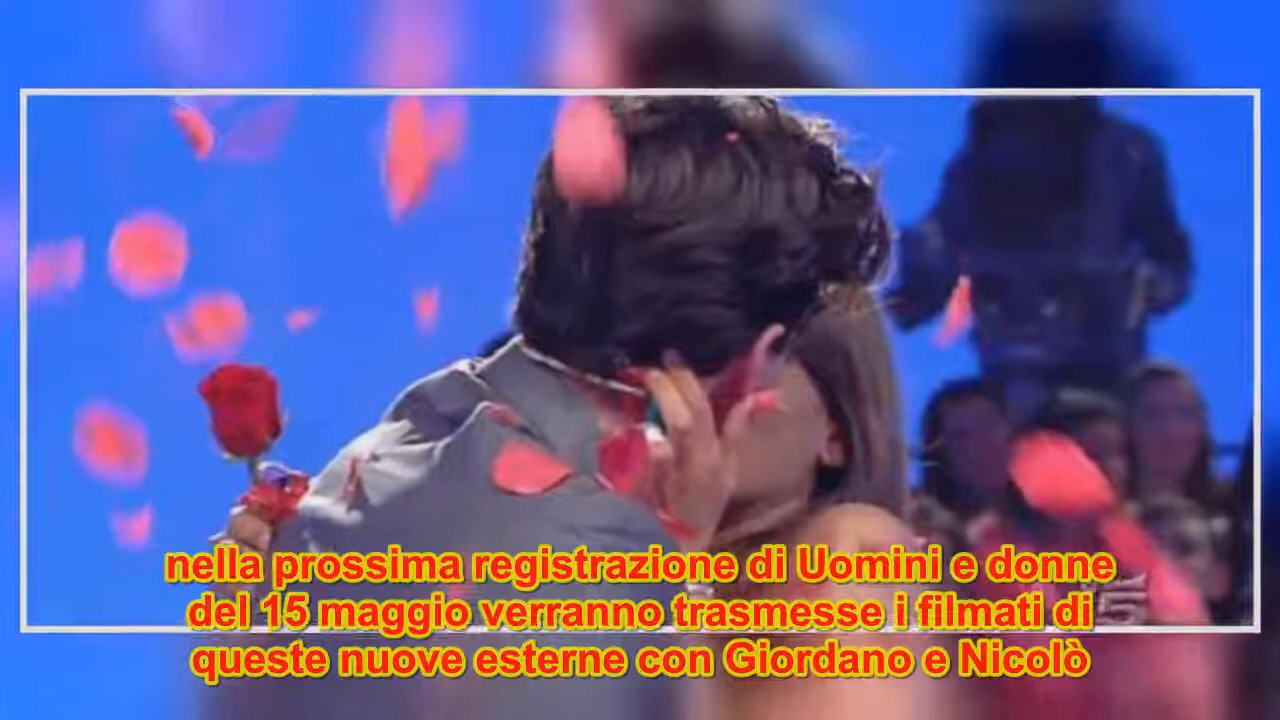 nella prossima registrazione di Uomini e donne
del 15 maggio verranno trasmesse i filmati di
queste nuove esterne con Giordano e Nicolò
5